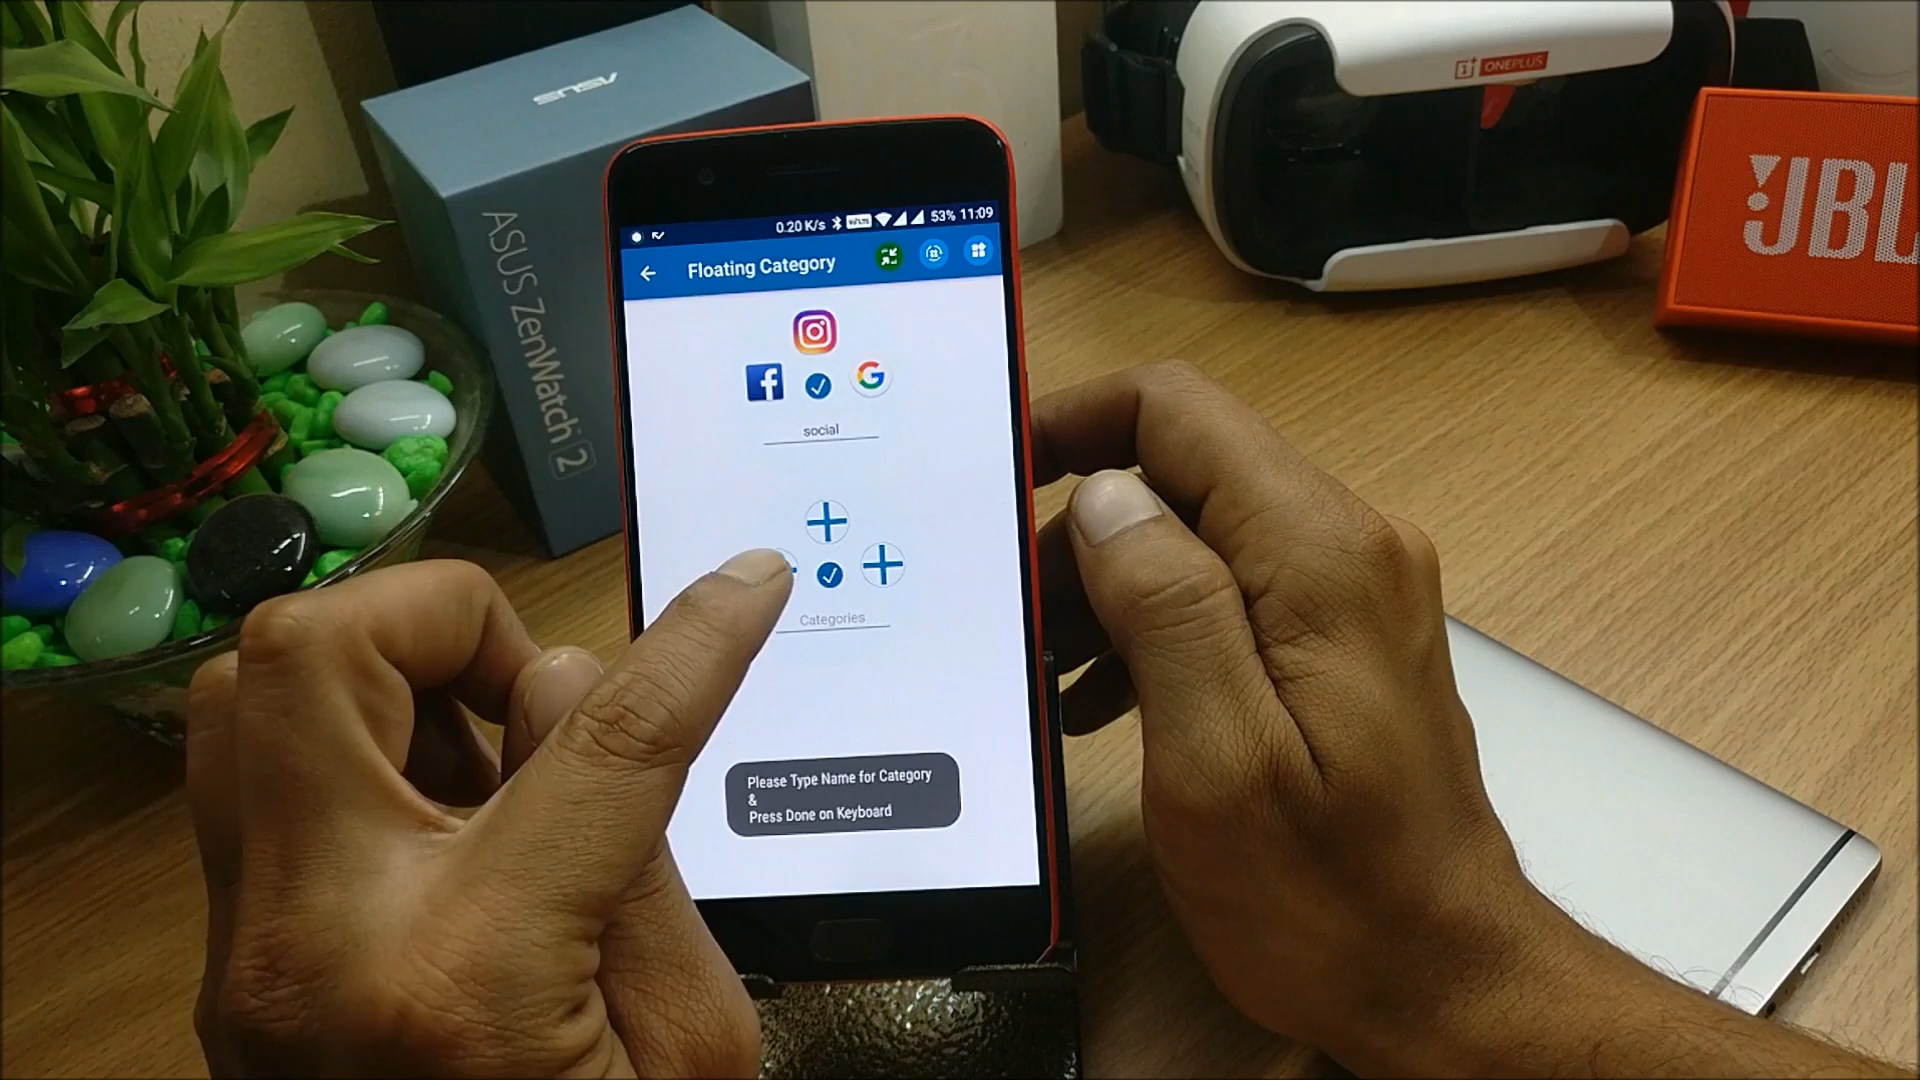 ASUS
ASUS ZenWatch 2
ONEPLUS
JBL
0.20 K/s
53% 11:09
Floating Category
social
Categories
Please Type Name for Category
&
Press Done on Keyboard